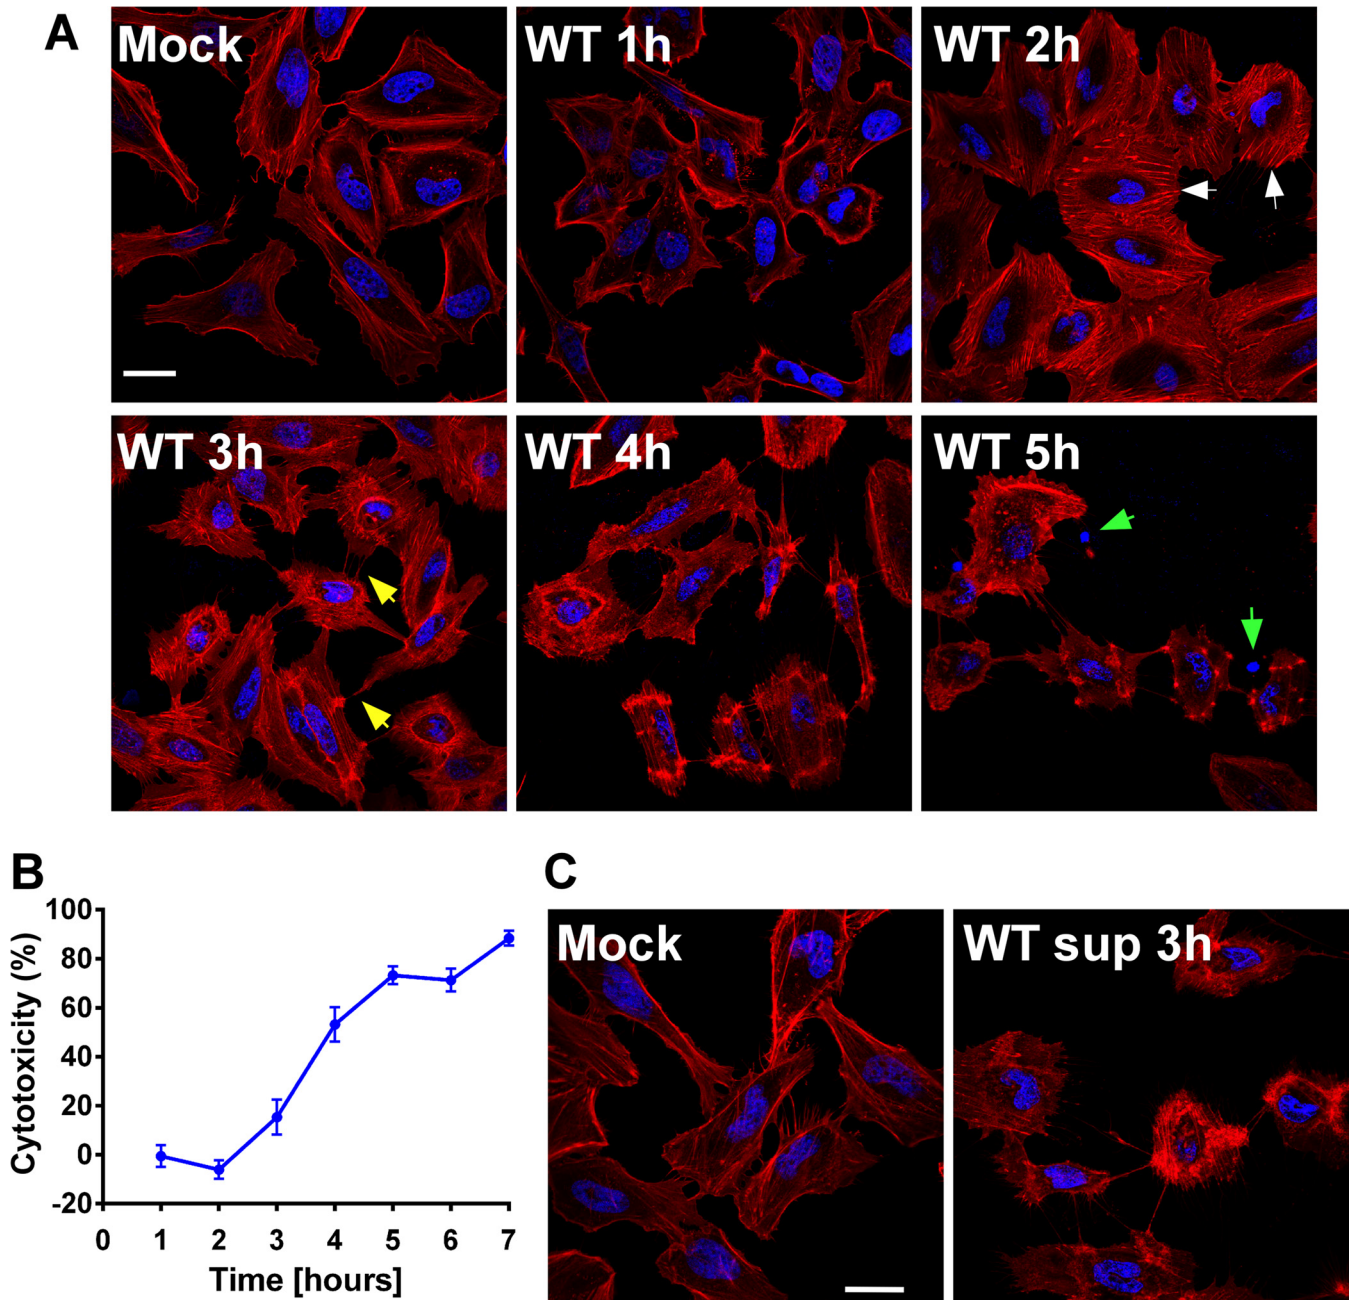 A
Mock
WT 1h
WT 2h
WT 3h
WT 4h
WT 5h
B
Cytotoxicity (%)
100
80
60
40
20
0
-20
0 1 2 3 4 5 6 7
Time [hours]
C
Mock
WT sup 3h